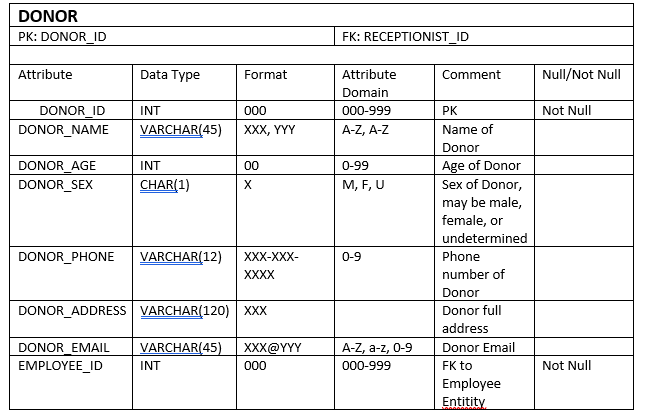 DONOR
PK: DONOR_ID FK: RECEPTIONIST_ID
Attribute Data Type Format Attribute Domain Comment Null/Not Null
DONOR_ID INT 000 000-999 PK Not Null
DONOR_NAME VARCHAR(45) XXX, YYY A-Z, A-Z Name of Donor
DONOR_AGE INT 00 0-99 Age of Donor
DONOR_SEX CHAR(1) X M, F, U Sex of Donor, may be male, female, or undetermined
DONOR_PHONE VARCHAR(12) XXX-XXX-XXXX 0-9 Phone number of Donor
DONOR_ADDRESS VARCHAR(120) XXX Donor full address
DONOR_EMAIL VARCHAR(45) XXX@YYY A-Z, a-z, 0-9 Donor Email
EMPLOYEE_ID INT 000 000-999 FK to Employee Entitity Not Null